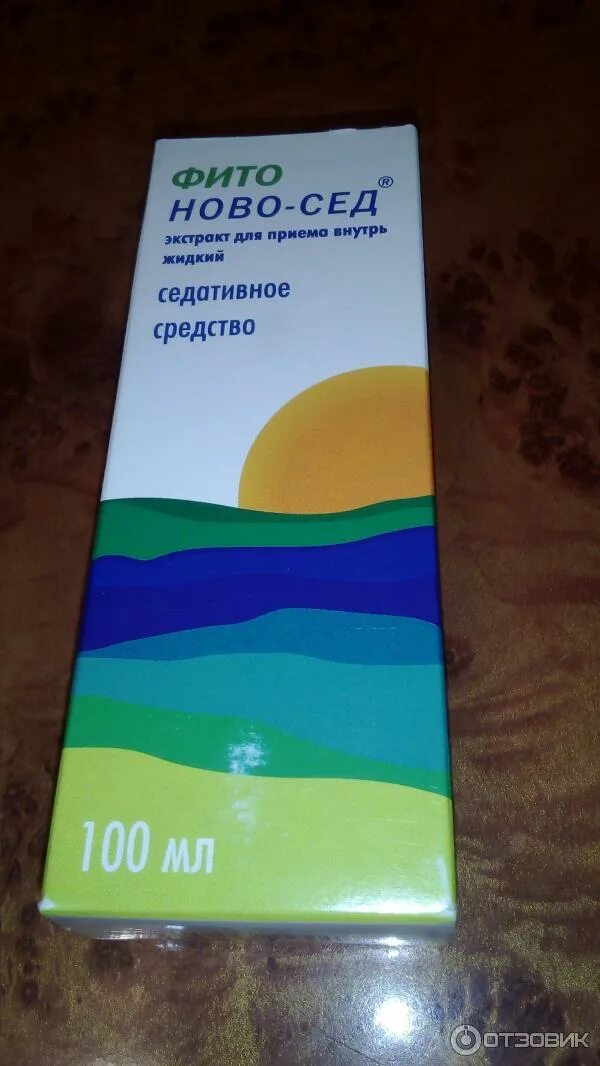 ФИТО
НОВО-СЕД®
экстракт для приема внутрь
жидкий
седативное
средство
100 мл
ОТЗОВИК